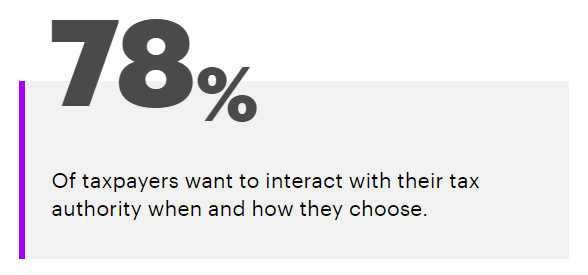 78%
Of taxpayers want to interact with their tax
authority when and how they choose.